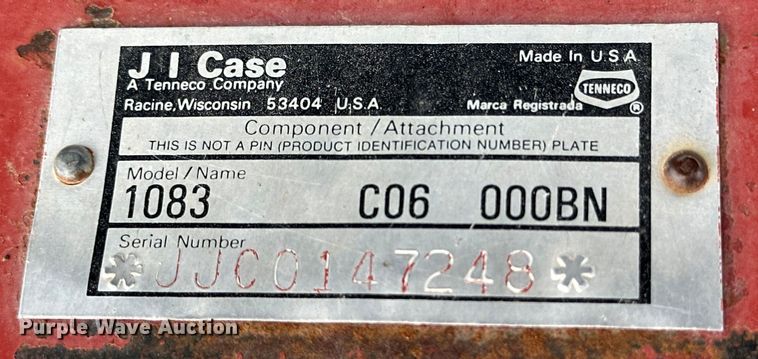 J I Case
A Tenneco Company
Racine, Wisconsin 53404 U.S.A.
Made In U.S.A.
TENNECO
Marca Registrada ®
Component/Attachment
THIS IS NOT A PIN (PRODUCT IDENTIFICATION NUMBER) PLATE
Model/Name
1083 C06 000BN
Serial Number
*JJC0147248*
Purple Wave Auction